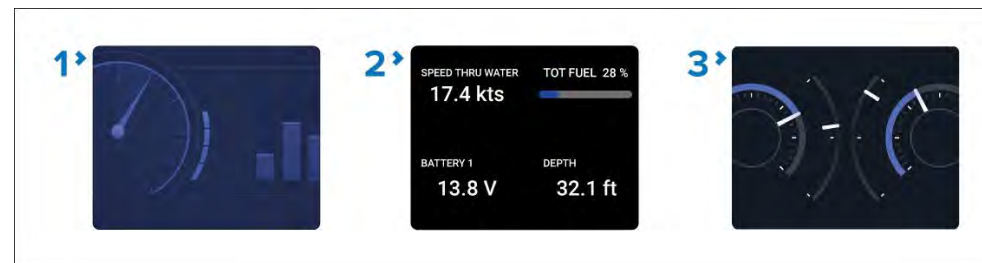 1
2
SPEED THRU WATER
17.4 kts
TOT FUEL 28 %
BATTERY 1
13.8 V
DEPTH
32.1 ft
3